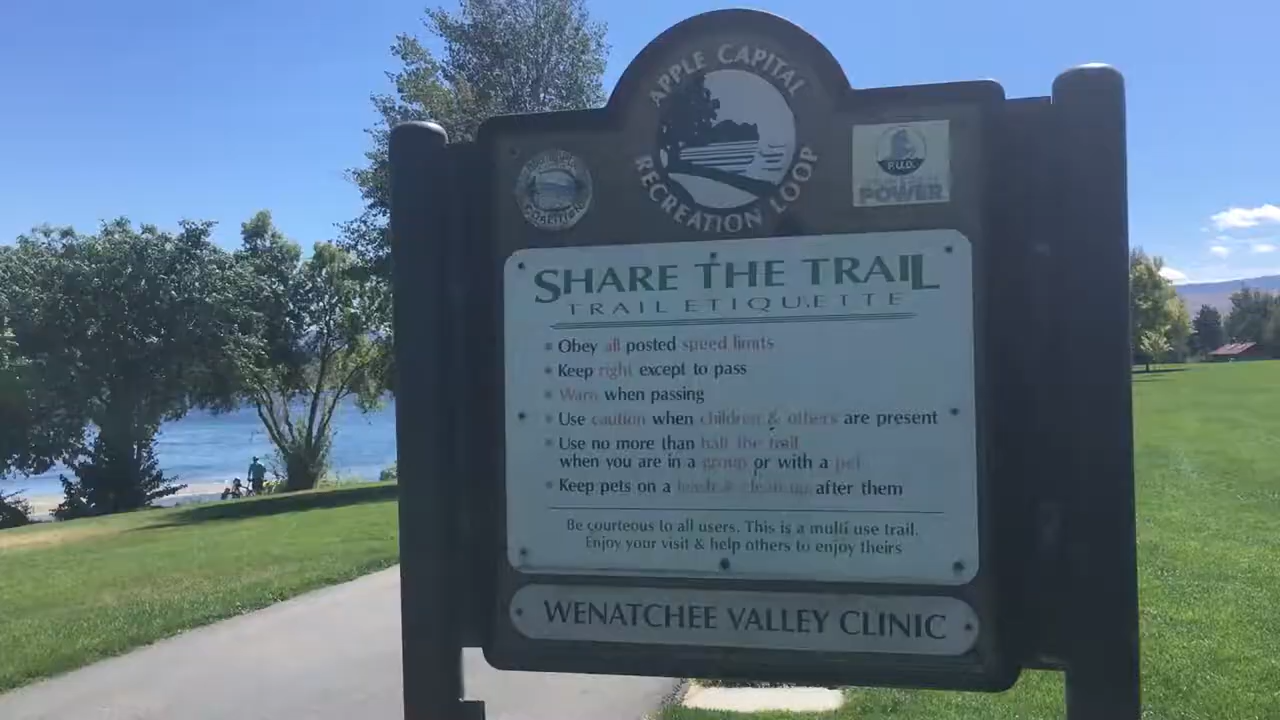 APPLE CAPITAL
RECREATION LOOP
COALITION
P.U.D.
POWER
SHARE THE TRAIL
TRAIL ETIQUETTE
Obey all posted speed limits
Keep right except to pass
Warn when passing
Use caution when children & others are present
Use no more than half the trail
when you are in a group or with a pet
Keep pets on a leash & clean up after them
Be courteous to all users. This is a multi use trail.
Enjoy your visit & help others to enjoy theirs
WENATCHEE VALLEY CLINIC